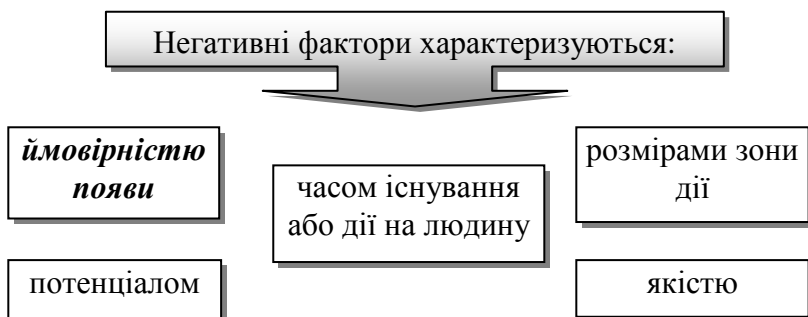 Негативні фактори характеризуються:
ймовірністю
появи
часом існування
або дії на людину
розмірами зони
дії
потенціалом
якістю